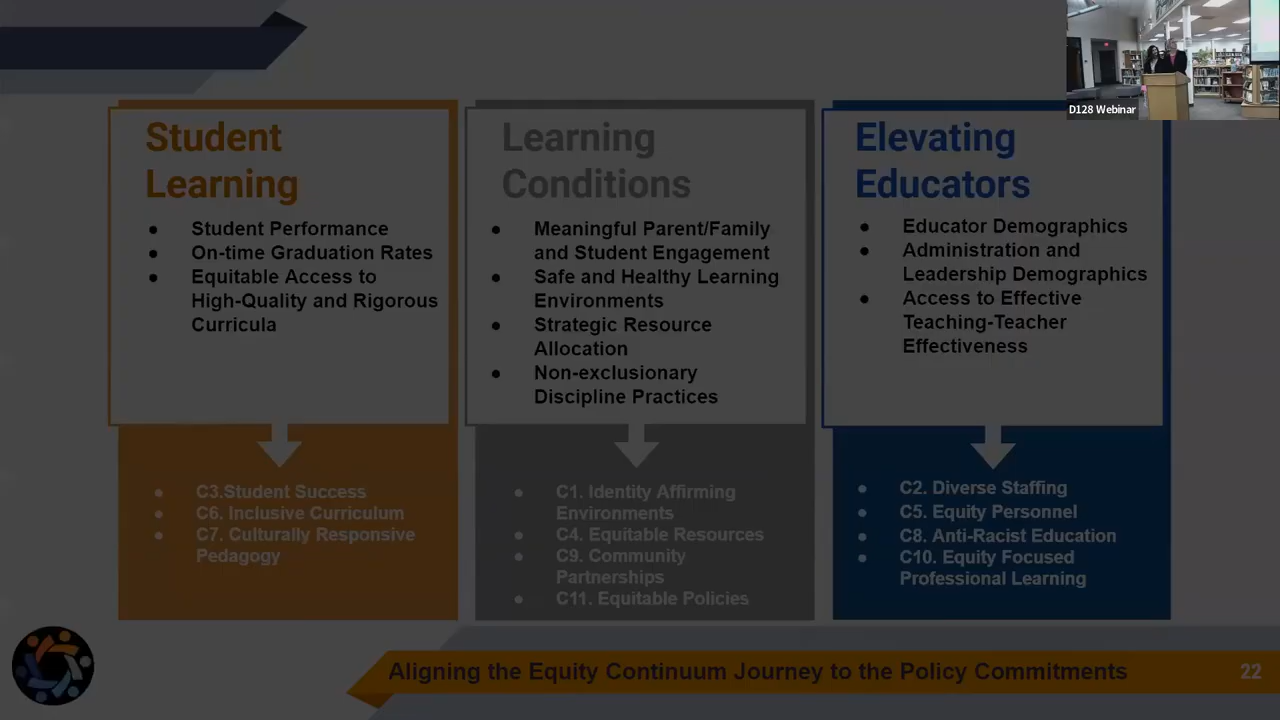 D128 Webinar
Student
Learning
● Student Performance
● On-time Graduation Rates
● Equitable Access to
High-Quality and Rigorous
Curricula
C3.Student Success
C6. Inclusive Curriculum
C7. Culturally Responsive
Pedagogy
Learning
Conditions
● Meaningful Parent/Family
and Student Engagement
● Safe and Healthy Learning
Environments
● Strategic Resource
Allocation
● Non-exclusionary
Discipline Practices
● C1. Identity Affirming
Environments
● C4. Equitable Resources
● C9. Community
Partnerships
● C11. Equitable Policies
Elevating
Educators
● Educator Demographics
● Administration and
Leadership Demographics
● Access to Effective
Teaching-Teacher
Effectiveness
● C2. Diverse Staffing
● C5. Equity Personnel
● C8. Anti-Racist Education
● C10. Equity Focused
Professional Learning
Aligning the Equity Continuum Journey to the Policy Commitments
22